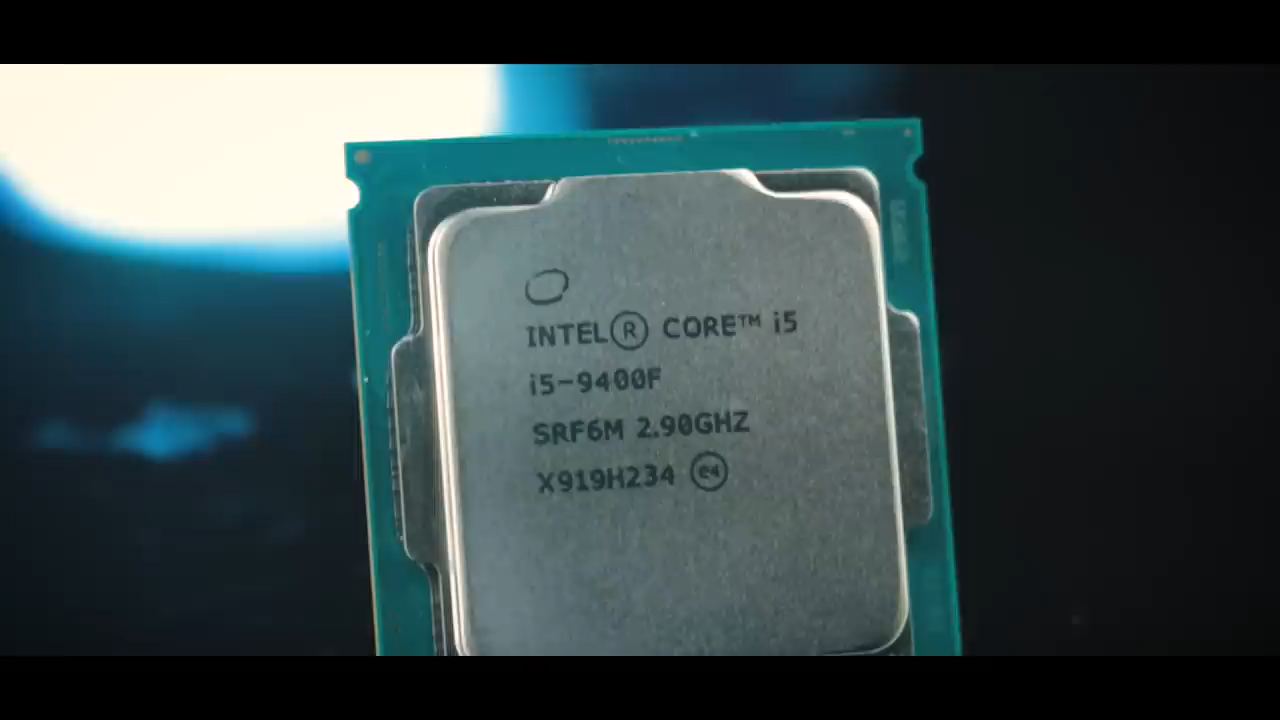 INTEL® CORE™ i5
i5-9400F
SRF6M 2.90GHZ
X919H234 e4